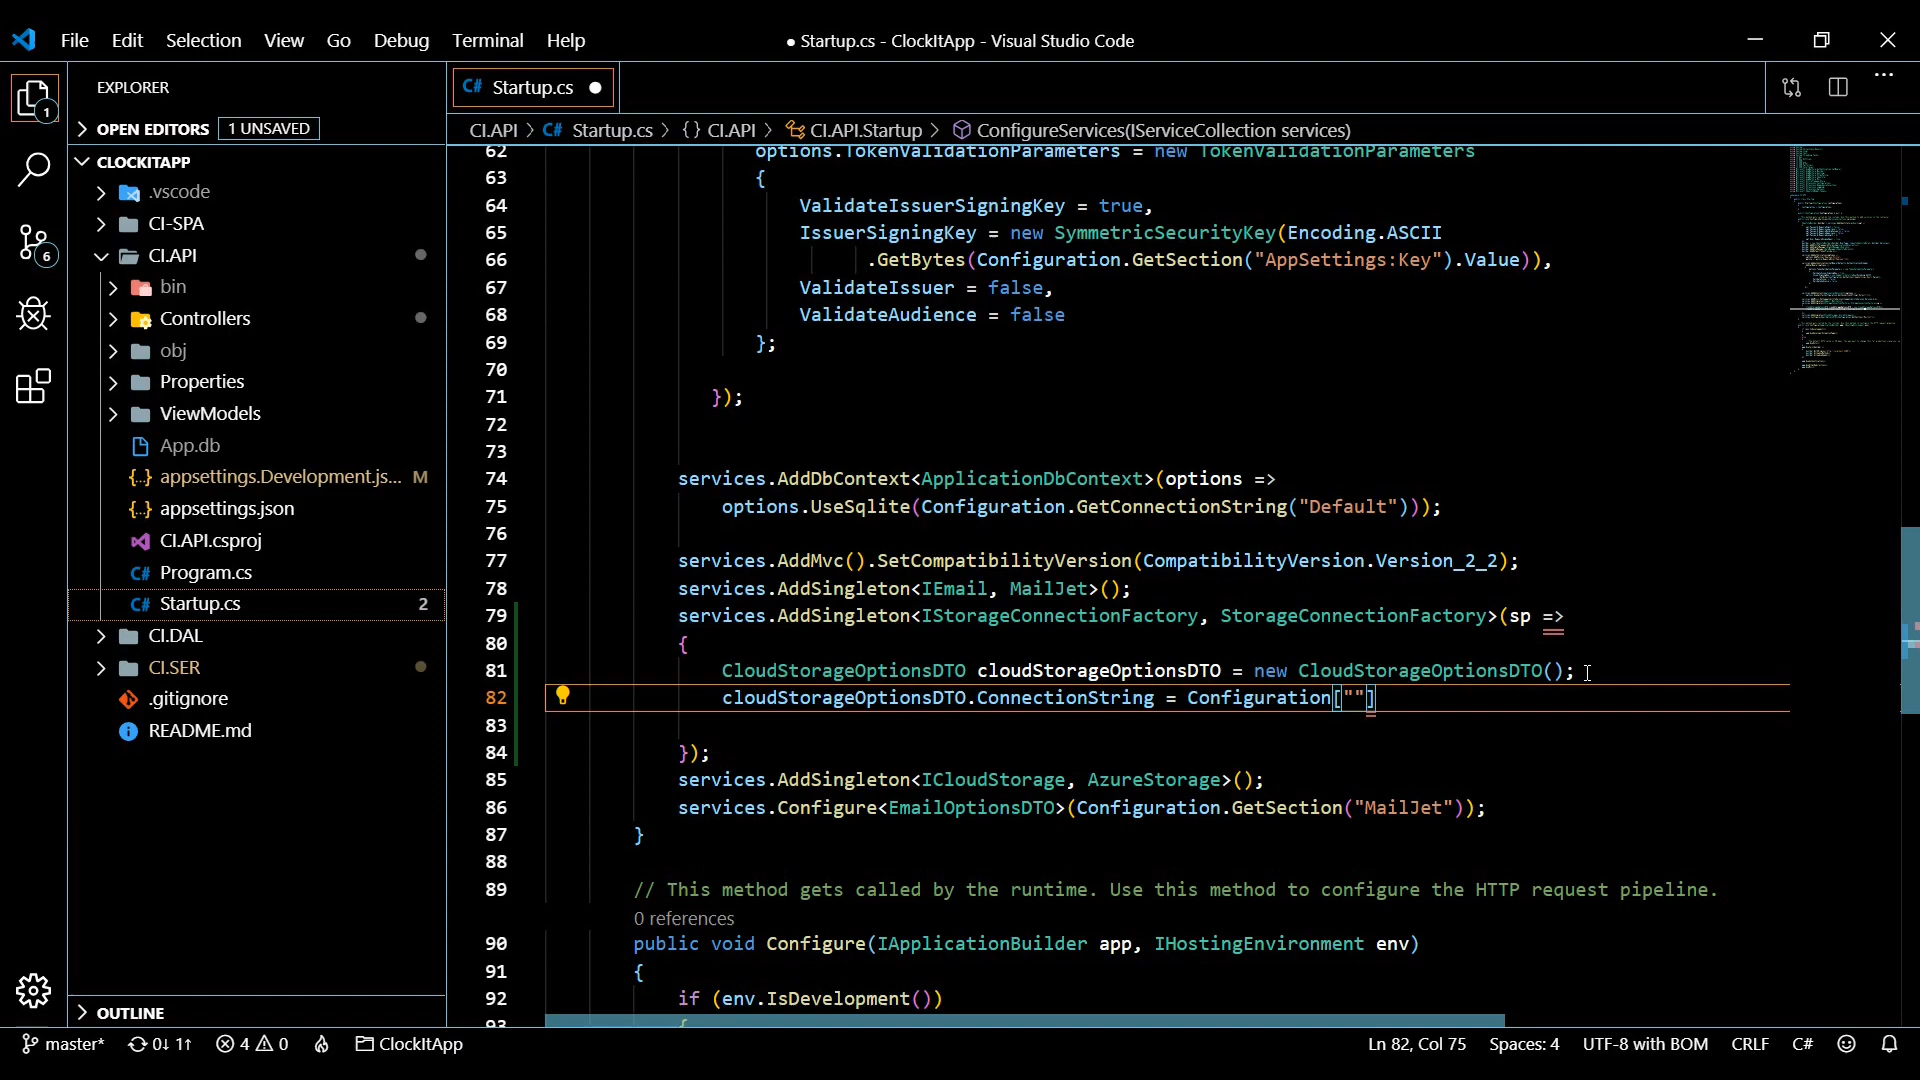 File Edit Selection View Go Debug Terminal Help
● Startup.cs - ClockItApp - Visual Studio Code
EXPLORER
OPEN EDITORS 1 UNSAVED
CLOCKITAPP
.vscode
CI-SPA
CI.API
bin
Controllers
obj
Properties
ViewModels
App.db
appsettings.Development.js... M
appsettings.json
CI.API.csproj
Program.cs
Startup.cs 2
CI.DAL
CI.SER
.gitignore
README.md
OUTLINE
1
6
C# Startup.cs ●
CI.API > C# Startup.cs > {} CI.API > CI.API.Startup > ConfigureServices(IServiceCollection services)
62 options.TokenValidationParameters = new TokenValidationParameters
63 {
64 ValidateIssuerSigningKey = true,
65 IssuerSigningKey = new SymmetricSecurityKey(Encoding.ASCII
66 .GetBytes(Configuration.GetSection("AppSettings:Key").Value)),
67 ValidateIssuer = false,
68 ValidateAudience = false
69 };
70
71 });
72
73
74 services.AddDbContext<ApplicationDbContext>(options =>
75 options.UseSqlite(Configuration.GetConnectionString("Default")));
76
77 services.AddMvc().SetCompatibilityVersion(CompatibilityVersion.Version_2_2);
78 services.AddSingleton<IEmail, MailJet>();
79 services.AddSingleton<IStorageConnectionFactory, StorageConnectionFactory>(sp =>
80 {
81 CloudStorageOptionsDTO cloudStorageOptionsDTO = new CloudStorageOptionsDTO();
82 cloudStorageOptionsDTO.ConnectionString = Configuration[""]
83
84 });
85 services.AddSingleton<ICloudStorage, AzureStorage>();
86 services.Configure<EmailOptionsDTO>(Configuration.GetSection("MailJet"));
87 }
88
89 // This method gets called by the runtime. Use this method to configure the HTTP request pipeline.
0 references
90 public void Configure(IApplicationBuilder app, IHostingEnvironment env)
91 {
92 if (env.IsDevelopment())
93 {
master* 0↓ 1↑ 4 0 ClockItApp Ln 82, Col 75 Spaces: 4 UTF-8 with BOM CRLF C#